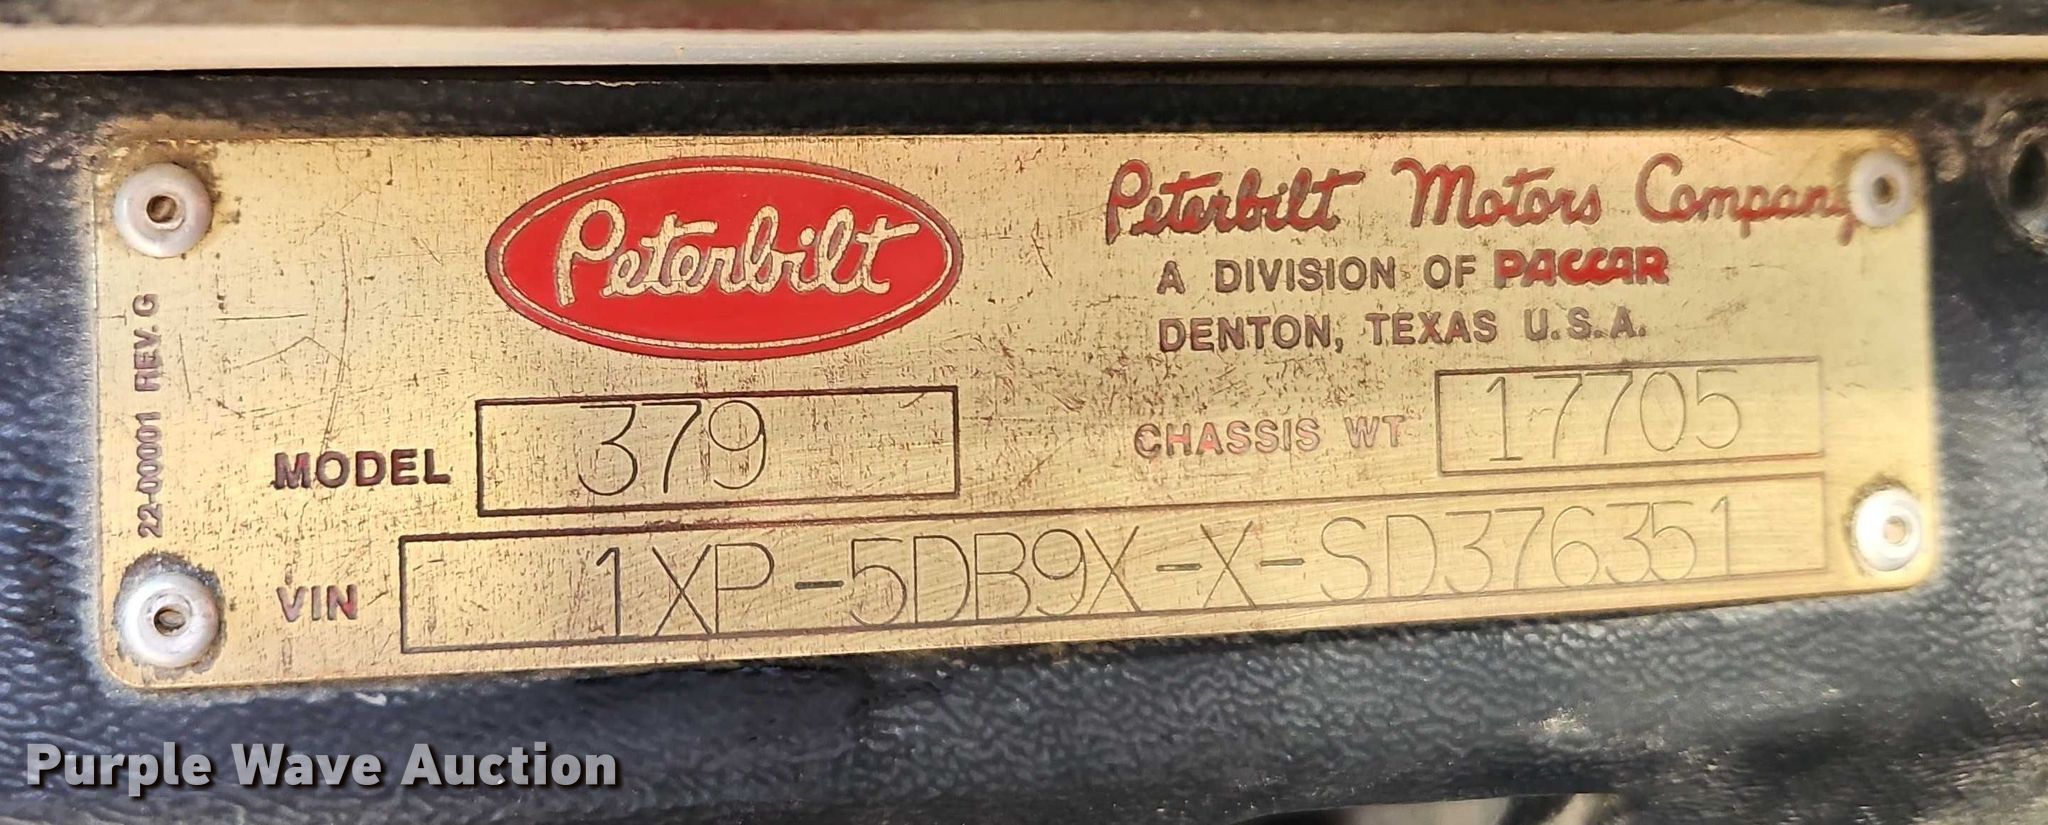 Peterbilt
Peterbilt Motors Company
A DIVISION OF PACCAR
DENTON, TEXAS U.S.A.
22-00001 REV. G
MODEL 379
CHASSIS WT 17705
VIN 1XP-5DB9X-X-SD376351
Purple Wave Auction